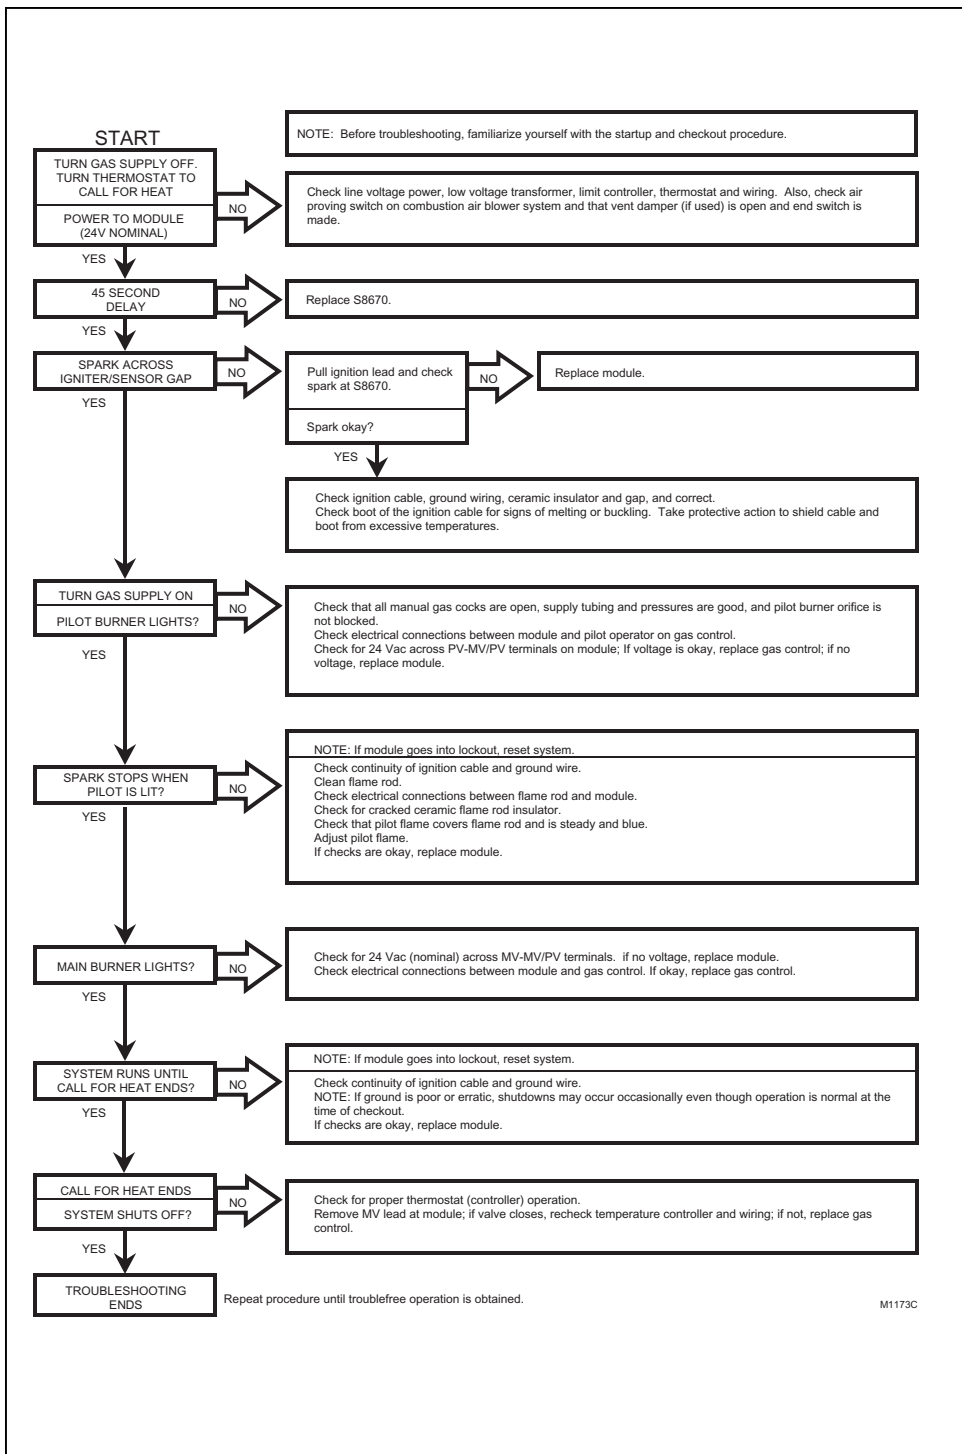 NOTE: Before troubleshooting, familiarize yourself with the startup and checkout procedure.
START
TURN GAS SUPPLY OFF.
TURN THERMOSTAT TO
CALL FOR HEAT
POWER TO MODULE
(24V NOMINAL)
NO
Check line voltage power, low voltage transformer, limit controller, thermostat and wiring. Also, check air
proving switch on combustion air blower system and that vent damper (if used) is open and end switch is
made.
YES
45 SECOND
DELAY
NO
Replace S8670.
YES
SPARK ACROSS
IGNITER/SENSOR GAP
NO
Pull ignition lead and check
spark at S8670.
Spark okay?
NO
Replace module.
YES
YES
Check ignition cable, ground wiring, ceramic insulator and gap, and correct.
Check boot of the ignition cable for signs of melting or buckling. Take protective action to shield cable and
boot from excessive temperatures.
TURN GAS SUPPLY ON
PILOT BURNER LIGHTS?
NO
Check that all manual gas cocks are open, supply tubing and pressures are good, and pilot burner orifice is
not blocked.
Check electrical connections between module and pilot operator on gas control.
Check for 24 Vac across PV-MV/PV terminals on module; If voltage is okay, replace gas control; if no
voltage, replace module.
YES
SPARK STOPS WHEN
PILOT IS LIT?
NO
NOTE: If module goes into lockout, reset system.
Check continuity of ignition cable and ground wire.
Clean flame rod.
Check electrical connections between flame rod and module.
Check for cracked ceramic flame rod insulator.
Check that pilot flame covers flame rod and is steady and blue.
Adjust pilot flame.
If checks are okay, replace module.
YES
MAIN BURNER LIGHTS?
NO
Check for 24 Vac (nominal) across MV-MV/PV terminals. if no voltage, replace module.
Check electrical connections between module and gas control. If okay, replace gas control.
YES
SYSTEM RUNS UNTIL
CALL FOR HEAT ENDS?
NO
NOTE: If module goes into lockout, reset system.
Check continuity of ignition cable and ground wire.
NOTE: If ground is poor or erratic, shutdowns may occur occasionally even though operation is normal at the
time of checkout.
If checks are okay, replace module.
YES
CALL FOR HEAT ENDS
SYSTEM SHUTS OFF?
NO
Check for proper thermostat (controller) operation.
Remove MV lead at module; if valve closes, recheck temperature controller and wiring; if not, replace gas
control.
YES
TROUBLESHOOTING
ENDS
Repeat procedure until troublefree operation is obtained.
M1173C